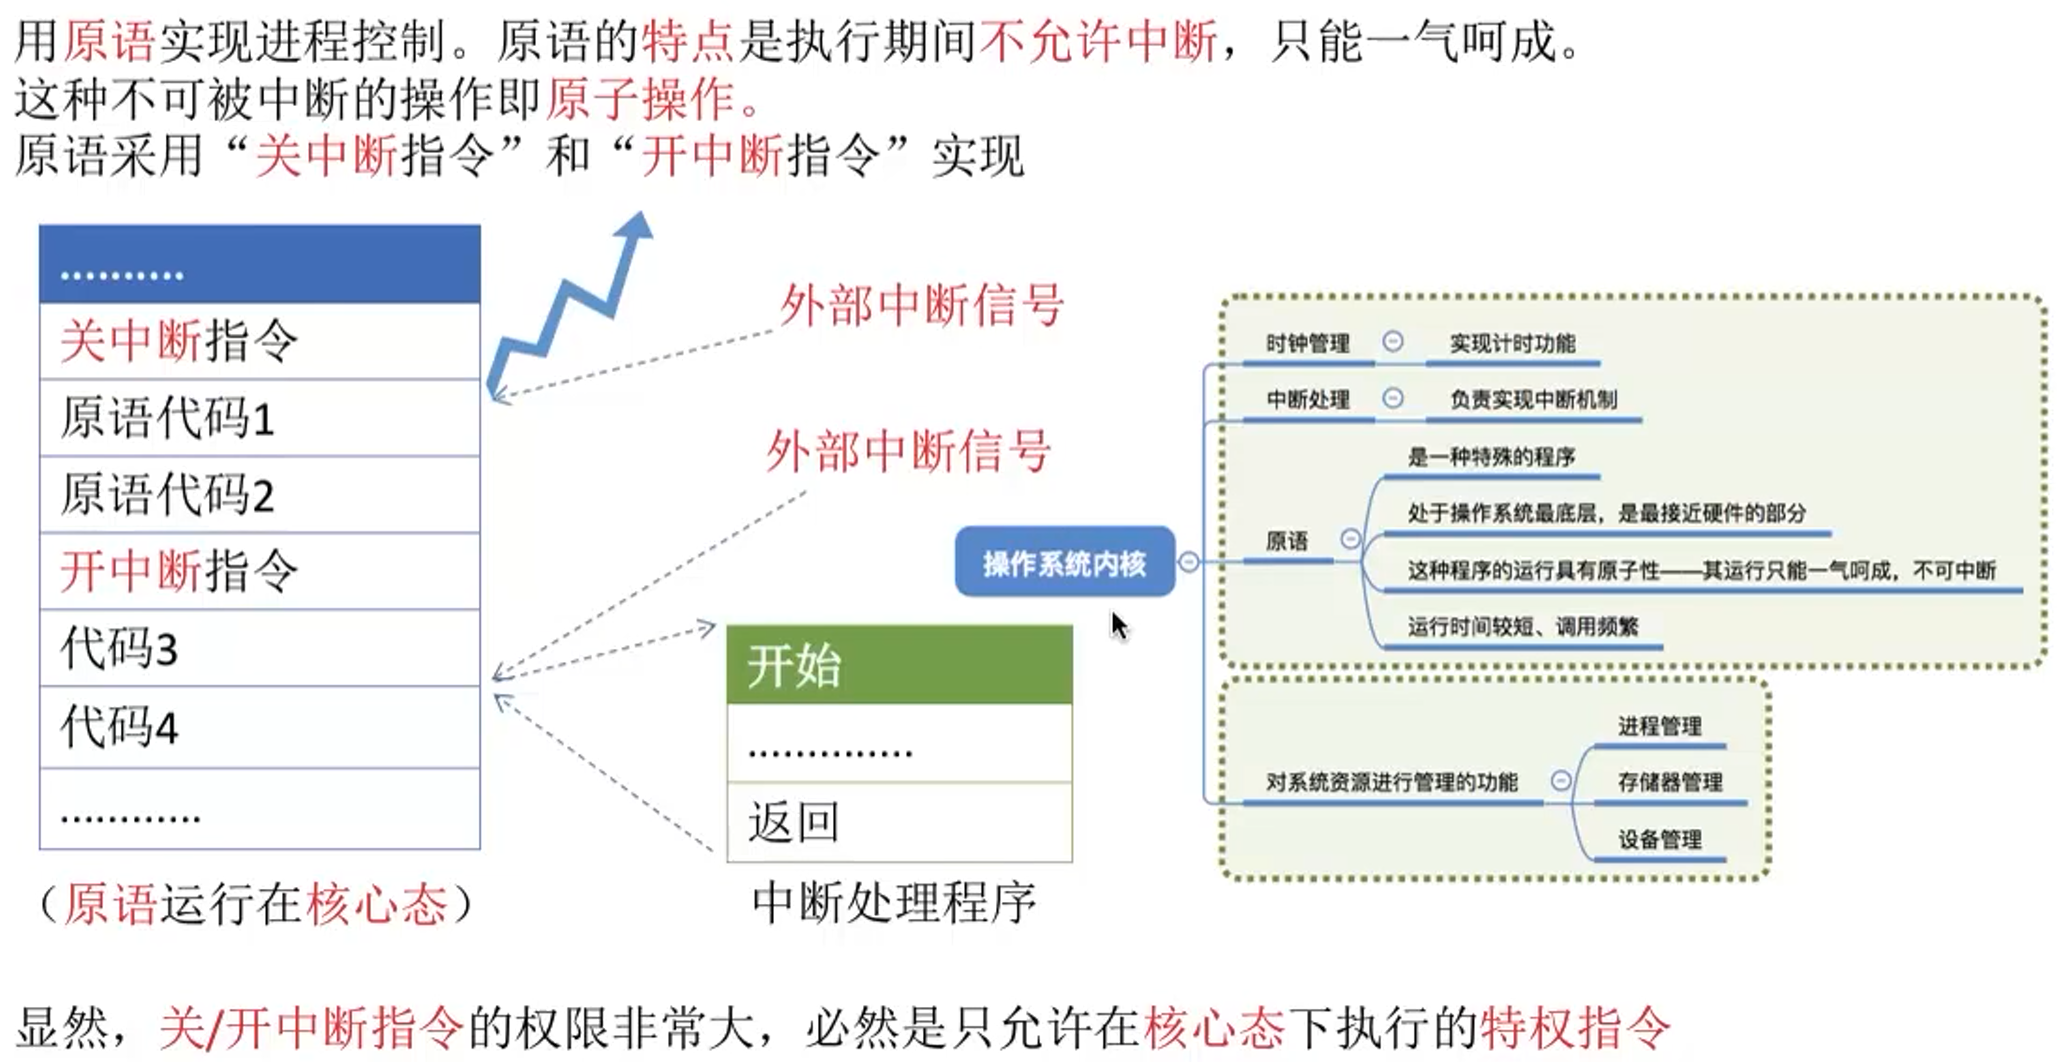 用原语实现进程控制。原语的特点是执行期间不允许中断，只能一气呵成。
这种不可被中断的操作即原子操作。
原语采用“关中断指令”和“开中断指令”实现
..........
关中断指令
原语代码1
原语代码2
开中断指令
代码3
代码4
............
（原语运行在核心态）
外部中断信号
外部中断信号
开始
..............
返回
中断处理程序
操作系统内核
时钟管理
实现计时功能
中断处理
负责实现中断机制
原语
是一种特殊的程序
处于操作系统最底层，是最接近硬件的部分
这种程序的运行具有原子性——其运行只能一气呵成，不可中断
运行时间较短、调用频繁
对系统资源进行管理的功能
进程管理
存储器管理
设备管理
显然，关/开中断指令的权限非常大，必然是只允许在核心态下执行的特权指令